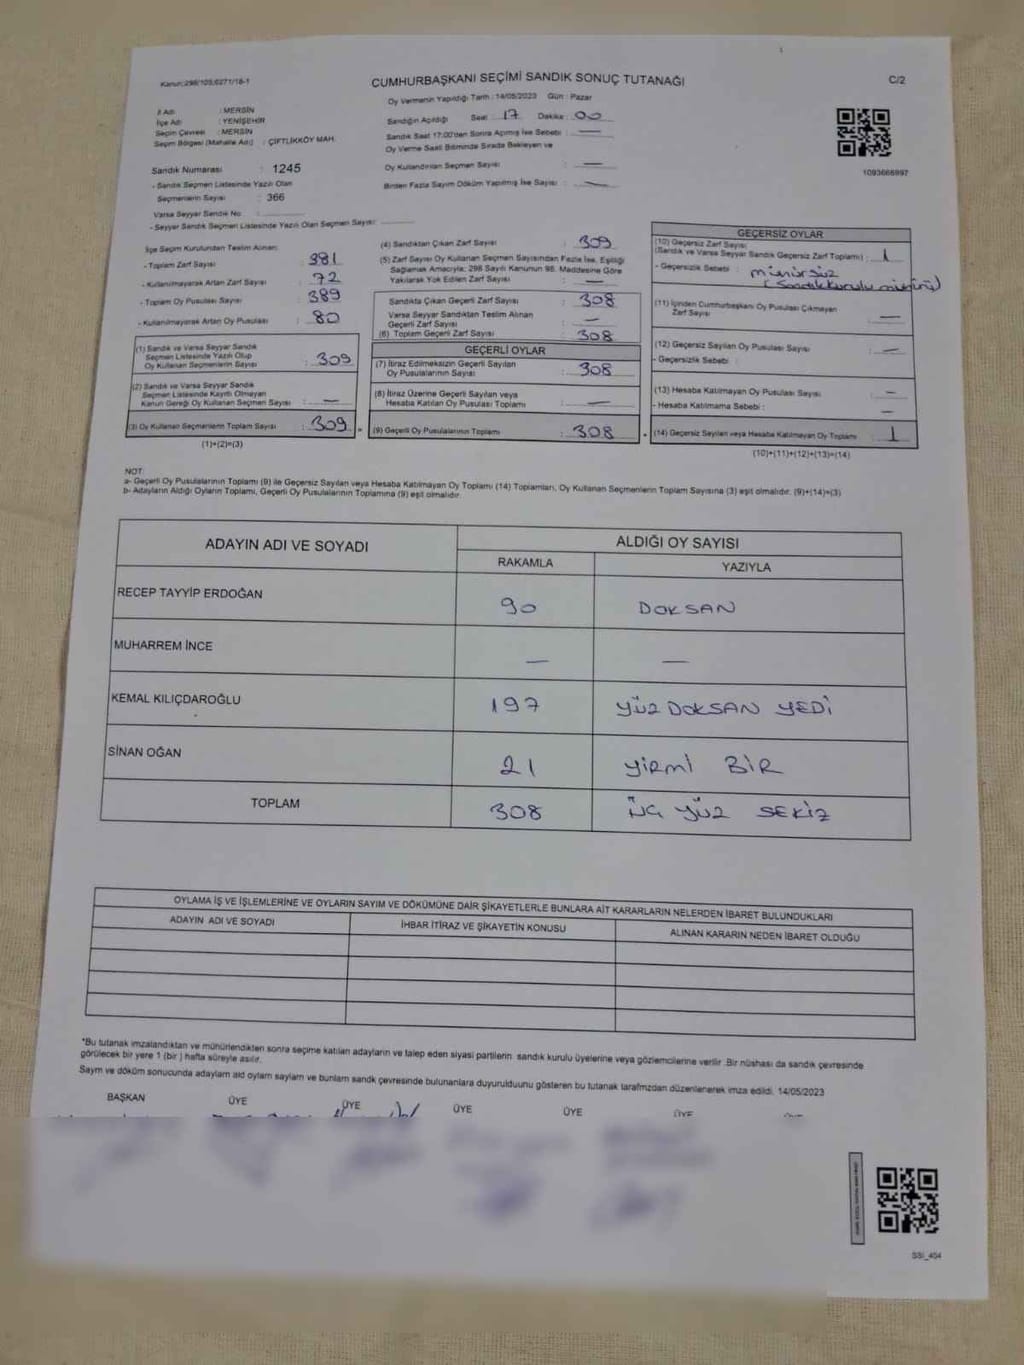 Kanun:298/103,6271/18-1
CUMHURBAŞKANI SEÇİMİ SANDIK SONUÇ TUTANAĞI
C/2
Oy Vermenin Yapıldığı Tarih : 14/05/2023 Gün : Pazar
İl Adı : MERSİN
İlçe Adı : YENİŞEHİR
Seçim Çevresi : MERSİN
Seçim Bölgesi (Mahalle Adı) : ÇİFTLİKKÖY MAH.
Sandığın Açıldığı Saat : 17 Dakika : 00
Sandık Saat 17:00'den Sonra Açılmış İse Sebebi : —
Oy Verme Saati Bitiminde Sırada Bekleyen ve
Oy Kullandırılan Seçmen Sayısı : —
Birden Fazla Sayım Döküm Yapılmış İse Sayısı : —
1093666997
Sandık Numarası : 1245
- Sandık Seçmen Listesinde Yazılı Olan
Seçmenlerin Sayısı : 366
Varsa Seyyar Sandık No :
- Seyyar Sandık Seçmen Listesinde Yazılı Olan Seçmen Sayısı:
İlçe Seçim Kurulundan Teslim Alınan:
- Toplam Zarf Sayısı : 381
- Kullanılmayarak Artan Zarf Sayısı : 72
- Toplam Oy Pusulası Sayısı : 389
- Kullanılmayarak Artan Oy Pusulası : 80
(1) Sandık ve Varsa Seyyar Sandık
Seçmen Listesinde Yazılı Olup
Oy Kullanan Seçmenlerin Sayısı : 309
(2) Sandık ve Varsa Seyyar Sandık
Seçmen Listesinde Kayıtlı Olmayan
Kanun Gereği Oy Kullanan Seçmen Sayısı : —
(3) Oy Kullanan Seçmenlerin Toplam Sayısı : 309
(1)+(2)=(3)
(4) Sandıktan Çıkan Zarf Sayısı : 309
(5) Zarf Sayısı Oy Kullanan Seçmen Sayısından Fazla İse, Eşitliği
Sağlamak Amacıyla; 298 Sayılı Kanunun 98. Maddesine Göre
Yakılarak Yok Edilen Zarf Sayısı : —
Sandıkta Çıkan Geçerli Zarf Sayısı : 308
Varsa Seyyar Sandıktan Teslim Alınan
Geçerli Zarf Sayısı : —
(6) Toplam Geçerli Zarf Sayısı : 308
GEÇERLİ OYLAR
(7) İtiraz Edilmeksizin Geçerli Sayılan
Oy Pusulalarının Sayısı : 308
(8) İtiraz Üzerine Geçerli Sayılan veya
Hesaba Katılan Oy Pusulası Toplamı : —
(9) Geçerli Oy Pusulalarının Toplamı : 308
GEÇERSİZ OYLAR
(10) Geçersiz Zarf Sayısı
(Sandık ve Varsa Seyyar Sandık Geçersiz Zarf Toplamı) : 1
- Geçersizlik Sebebi : mühürsüz
(Sandık kurulu mührü)
(11) İçinden Cumhurbaşkanı Oy Pusulası Çıkmayan
Zarf Sayısı : —
(12) Geçersiz Sayılan Oy Pusulası Sayısı : —
- Geçersizlik Sebebi :
(13) Hesaba Katılmayan Oy Pusulası Sayısı : —
- Hesaba Katılmama Sebebi : —
(14) Geçersiz Sayılan veya Hesaba Katılmayan Oy Toplamı : 1
(10)+(11)+(12)+(13)=(14)
NOT:
a- Geçerli Oy Pusulalarının Toplamı (9) ile Geçersiz Sayılan veya Hesaba Katılmayan Oy Toplamı (14) Toplamları, Oy Kullanan Seçmenlerin Toplam Sayısına (3) eşit olmalıdır. (9)+(14)=(3)
b- Adayların Aldığı Oyların Toplamı, Geçerli Oy Pusulalarının Toplamına (9) eşit olmalıdır.
ADAYIN ADI VE SOYADI
ALDIĞI OY SAYISI
RAKAMLA YAZIYLA
RECEP TAYYİP ERDOĞAN 90 DOKSAN
MUHARREM İNCE — —
KEMAL KILIÇDAROĞLU 197 YÜZ DOKSAN YEDİ
SİNAN OĞAN 21 YİRMİ BİR
TOPLAM 308 ÜÇ YÜZ SEKİZ
OYLAMA İŞ VE İŞLEMLERİNE VE OYLARIN SAYIM VE DÖKÜMÜNE DAİR ŞİKAYETLERLE BUNLARA AİT KARARLARIN NELERDEN İBARET BULUNDUKLARI
ADAYIN ADI VE SOYADI İHBAR İTİRAZ VE ŞİKAYETİN KONUSU ALINAN KARARIN NEDEN İBARET OLDUĞU
*Bu tutanak imzalandıktan ve mühürlendikten sonra seçime katılan adayların ve talep eden siyasi partilerin sandık kurulu üyelerine veya gözlemcilerine verilir. Bir nüshası da sandık çevresinde
görülecek bir yere 1 (bir) hafta süreyle asılır.
Sayım ve döküm sonucunda adayların ald oyların sayları ve bunların sandk çevresinde bulunanlara duyurulduunu gösteren bu tutanak tarafmzdan düzenlenerek imza edildi. 14/05/2023
BAŞKAN ÜYE ÜYE ÜYE ÜYE ÜYE
SSI_404